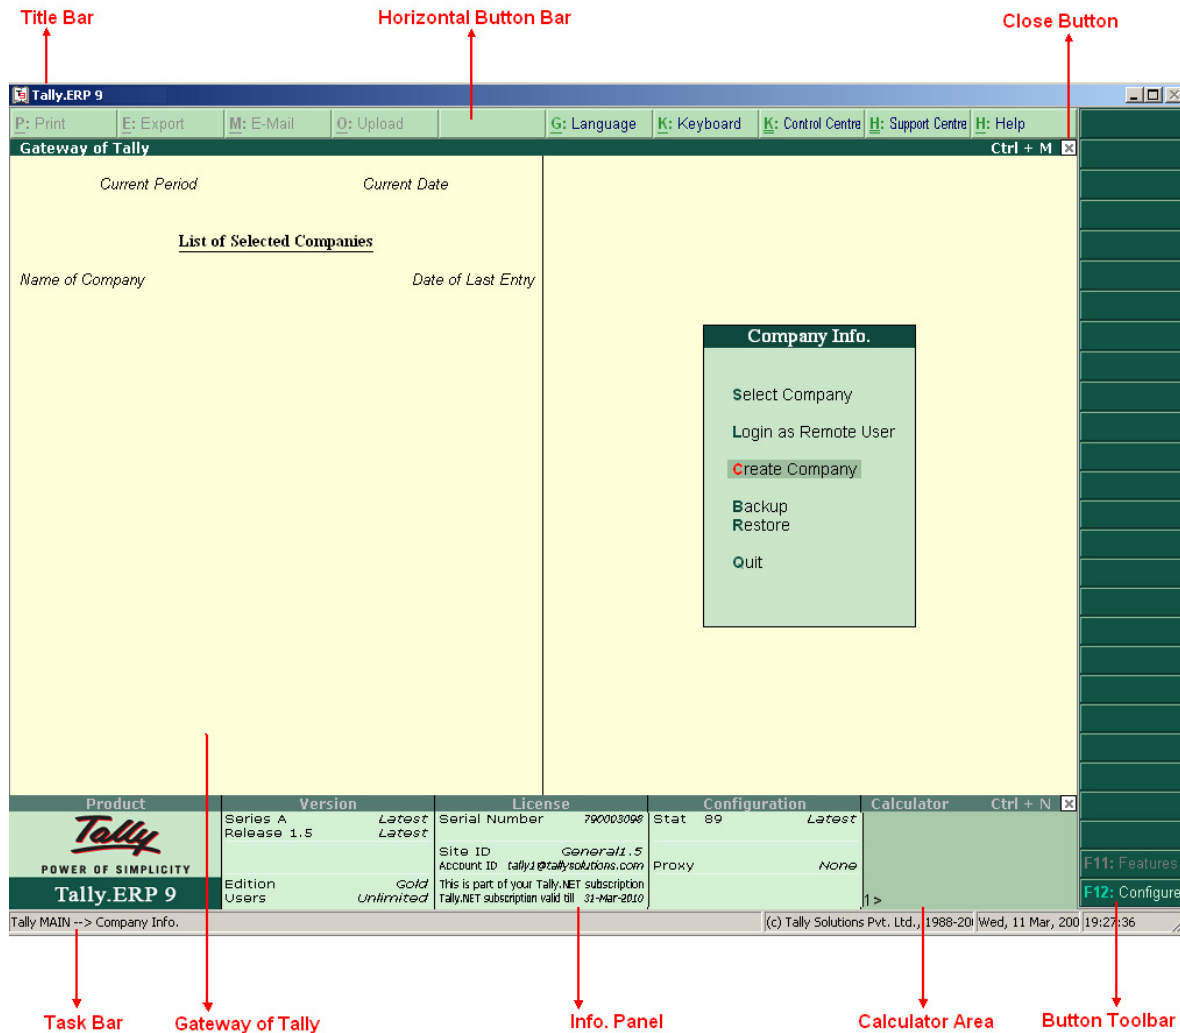 Title Bar
Horizontal Button Bar
Close Button
Tally.ERP 9
P: Print E: Export M: E-Mail O: Upload G: Language K: Keyboard K: Control Centre H: Support Centre H: Help
Gateway of Tally Ctrl + M
Current Period Current Date
List of Selected Companies
Name of Company Date of Last Entry
Company Info.
Select Company
Login as Remote User
Create Company
Backup
Restore
Quit
Product Version License Configuration Calculator Ctrl + N
Tally
POWER OF SIMPLICITY
Tally.ERP 9
Series A Latest
Release 1.5 Latest
Edition Gold
Users Unlimited
Serial Number 790003098
Site ID General1.5
Account ID tally1@tallysolutions.com
This is part of your Tally.NET subscription
Tally.NET subscription valid till 31-Mar-2010
Stat 89 Latest
Proxy None
1 >
F11: Features
F12: Configure
Tally MAIN --> Company Info. (c) Tally Solutions Pvt. Ltd., 1988-20 Wed, 11 Mar, 200 19:27:36
Task Bar
Gateway of Tally
Info. Panel
Calculator Area
Button Toolbar